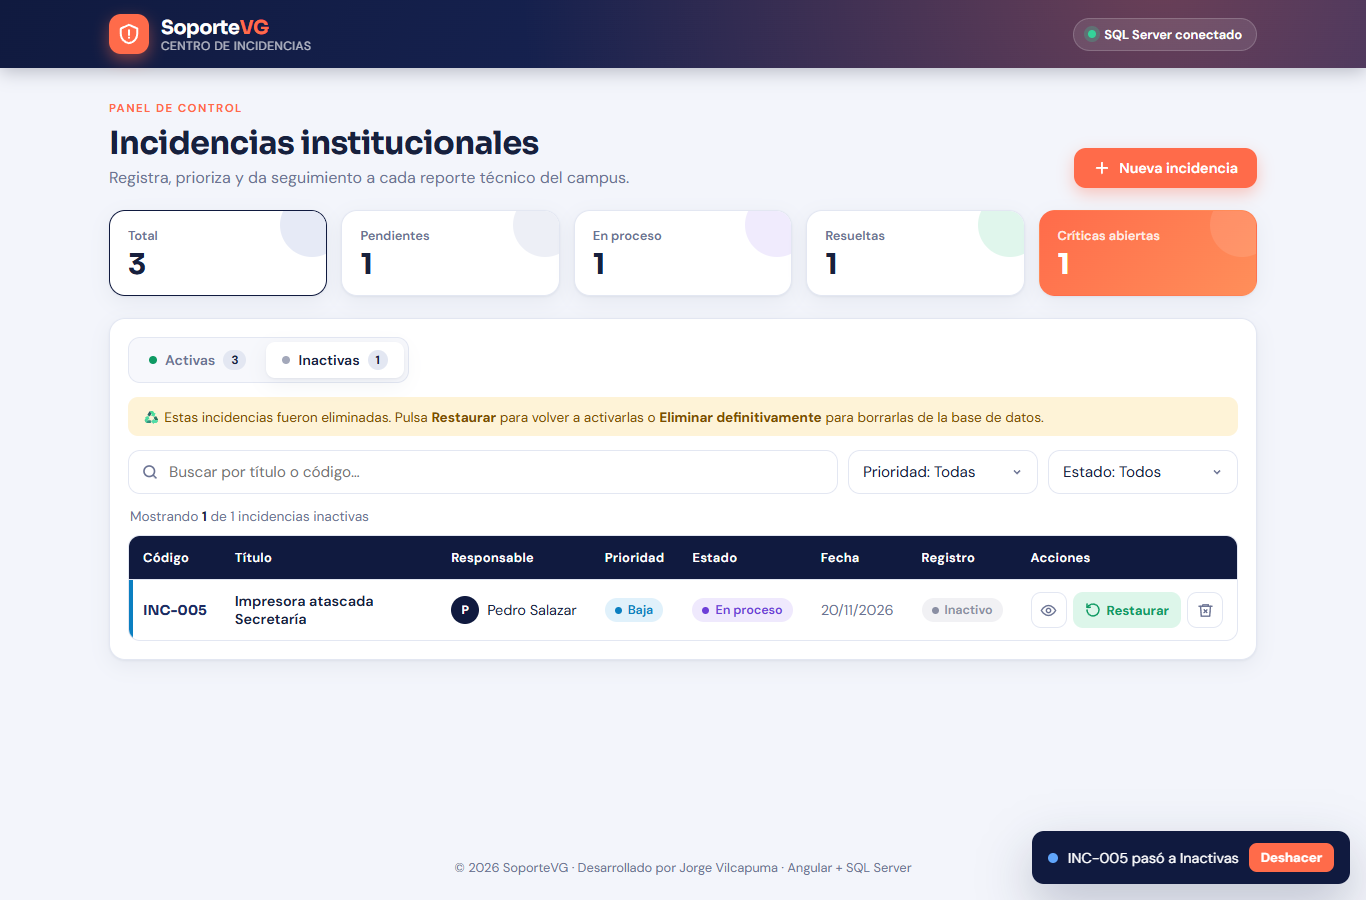 SoporteVG
CENTRO DE INCIDENCIAS
SQL Server conectado
PANEL DE CONTROL
Incidencias institucionales
Registra, prioriza y da seguimiento a cada reporte técnico del campus.
Nueva incidencia
Total
3
Pendientes
1
En proceso
1
Resueltas
1
Críticas abiertas
1
Activas 3
Inactivas 1
Estas incidencias fueron eliminadas. Pulsa Restaurar para volver a activarlas o Eliminar definitivamente para borrarlas de la base de datos.
Buscar por título o código...
Prioridad: Todas
Estado: Todos
Mostrando 1 de 1 incidencias inactivas
Código Título Responsable Prioridad Estado Fecha Registro Acciones
INC-005 Impresora atascada Secretaría P Pedro Salazar Baja En proceso 20/11/2026 Inactivo Restaurar
© 2026 SoporteVG · Desarrollado por Jorge Vilcapuma · Angular + SQL Server
INC-005 pasó a Inactivas Deshacer